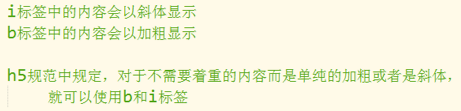 i标签中的内容会以斜体显示
b标签中的内容会以加粗显示
h5规范中规定，对于不需要着重的内容而是单纯的加粗或者是斜体，
就可以使用b和i标签